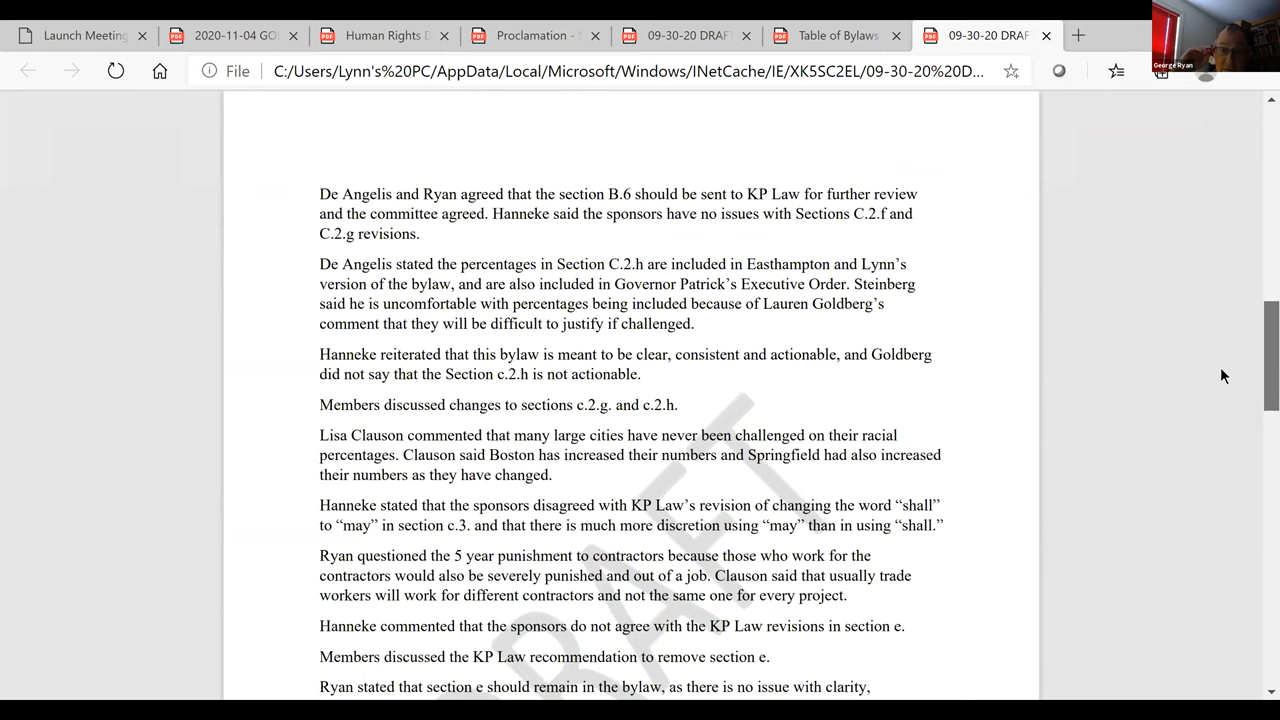 Launch Meeting
2020-11-04 GO
Human Rights D
Proclamation -
09-30-20 DRAF
Table of Bylaws
09-30-20 DRAF
File
C:/Users/Lynn's%20PC/AppData/Local/Microsoft/Windows/INetCache/IE/XK5SC2EL/09-30-20%20D...
George Ryan
De Angelis and Ryan agreed that the section B.6 should be sent to KP Law for further review
and the committee agreed. Hanneke said the sponsors have no issues with Sections C.2.f and
C.2.g revisions.
De Angelis stated the percentages in Section C.2.h are included in Easthampton and Lynn’s
version of the bylaw, and are also included in Governor Patrick’s Executive Order. Steinberg
said he is uncomfortable with percentages being included because of Lauren Goldberg’s
comment that they will be difficult to justify if challenged.
Hanneke reiterated that this bylaw is meant to be clear, consistent and actionable, and Goldberg
did not say that the Section c.2.h is not actionable.
Members discussed changes to sections c.2.g. and c.2.h.
Lisa Clauson commented that many large cities have never been challenged on their racial
percentages. Clauson said Boston has increased their numbers and Springfield had also increased
their numbers as they have changed.
Hanneke stated that the sponsors disagreed with KP Law’s revision of changing the word “shall”
to “may” in section c.3. and that there is much more discretion using “may” than in using “shall.”
Ryan questioned the 5 year punishment to contractors because those who work for the
contractors would also be severely punished and out of a job. Clauson said that usually trade
workers will work for different contractors and not the same one for every project.
Hanneke commented that the sponsors do not agree with the KP Law revisions in section e.
Members discussed the KP Law recommendation to remove section e.
Ryan stated that section e should remain in the bylaw, as there is no issue with clarity,
DRAFT